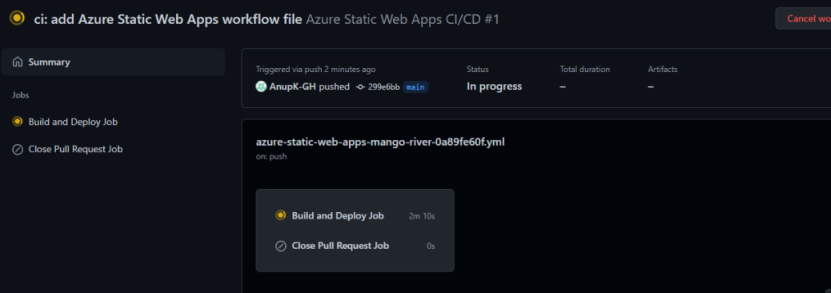 ci: add Azure Static Web Apps workflow file Azure Static Web Apps CI/CD #1
Cancel wo
Summary
Jobs
Build and Deploy Job
Close Pull Request Job
Triggered via push 2 minutes ago
AnupK-GH pushed 299e6bb main
Status
In progress
Total duration
–
Artifacts
–
azure-static-web-apps-mango-river-0a89fe60f.yml
on: push
Build and Deploy Job 2m 10s
Close Pull Request Job 0s